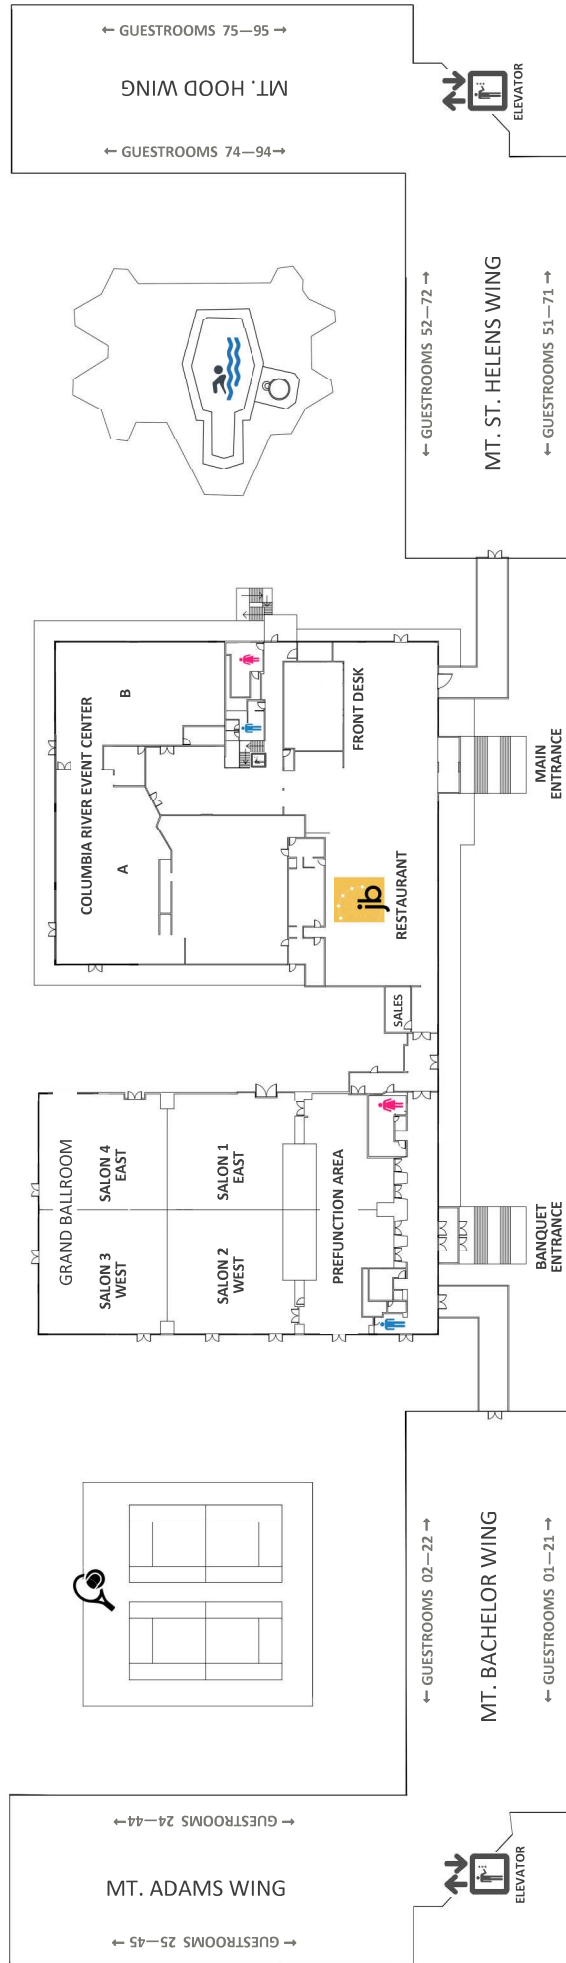 ← GUESTROOMS 75—95 →
MT. HOOD WING
← GUESTROOMS 74—94→
ELEVATOR
← GUESTROOMS 52—72 →
MT. ST. HELENS WING
← GUESTROOMS 51—71 →
COLUMBIA RIVER EVENT CENTER
B
A
FRONT DESK
MAIN
ENTRANCE
jb
RESTAURANT
SALES
GRAND BALLROOM
SALON 4
EAST
SALON 1
EAST
SALON 3
WEST
SALON 2
WEST
PREFUNCTION AREA
BANQUET
ENTRANCE
← GUESTROOMS 02—22 →
MT. BACHELOR WING
← GUESTROOMS 01—21 →
← GUESTROOMS 24—44→
MT. ADAMS WING
← GUESTROOMS 25—45 →
ELEVATOR